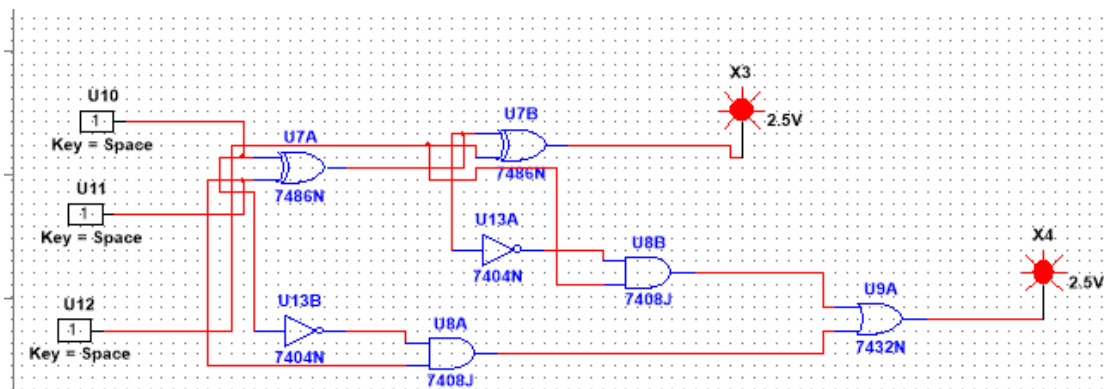 X3
2.5V
U10
1
Key = Space
U7A
7486N
U7B
7486N
U11
1
Key = Space
U13A
7404N
U8B
7408J
X4
2.5V
U12
1
Key = Space
U13B
7404N
U8A
7408J
U9A
7432N